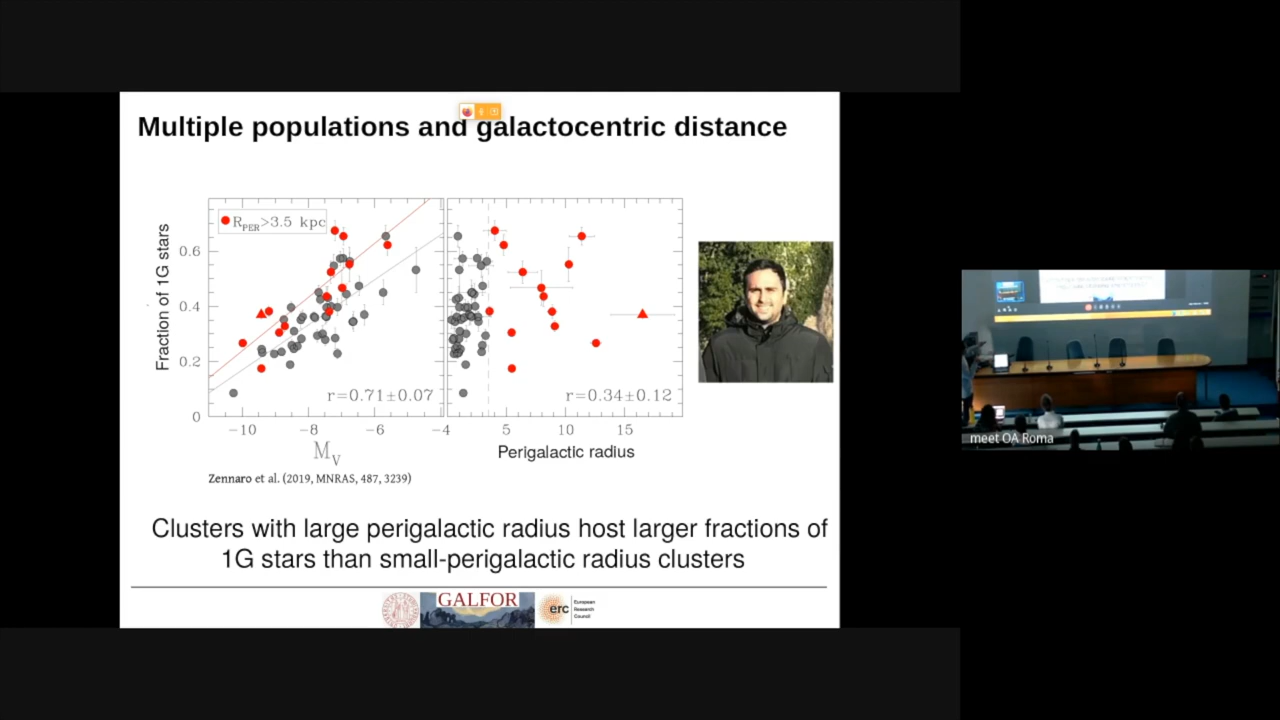 Multiple populations and galactocentric distance
Fraction of 1G stars
0.6
0.4
0.2
0
R_PER>3.5 kpc
r=0.71±0.07
r=0.34±0.12
−10
−8
−6
−4
5
10
15
M_V
Perigalactic radius
Zennaro et al. (2019, MNRAS, 487, 3239)
Clusters with large perigalactic radius host larger fractions of
1G stars than small-perigalactic radius clusters
GALFOR
erc
European
Research
Council
meet OA Roma